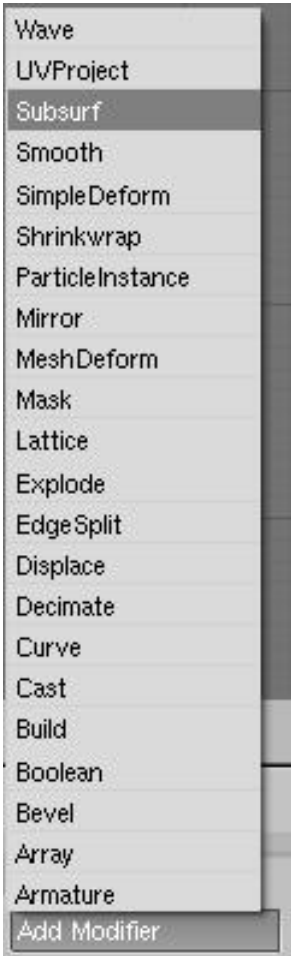 Wave
UVProject
Subsurf
Smooth
SimpleDeform
Shrinkwrap
ParticleInstance
Mirror
MeshDeform
Mask
Lattice
Explode
EdgeSplit
Displace
Decimate
Curve
Cast
Build
Boolean
Bevel
Array
Armature
Add Modifier